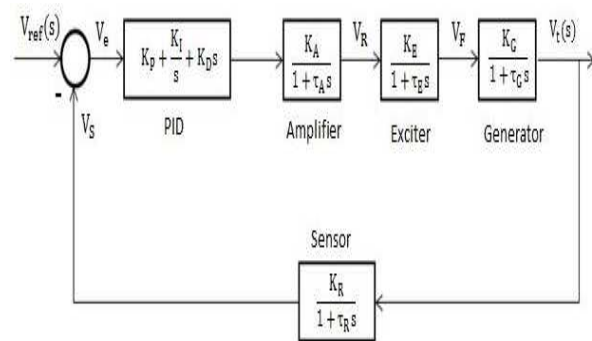 V_ref(s)
V_e
K_P + K_I/s + K_D s
K_A/(1+τ_A s)
V_R
K_E/(1+τ_E s)
V_F
K_G/(1+τ_G s)
V_t(s)
-
V_S
PID
Amplifier
Exciter
Generator
Sensor
K_R/(1+τ_R s)